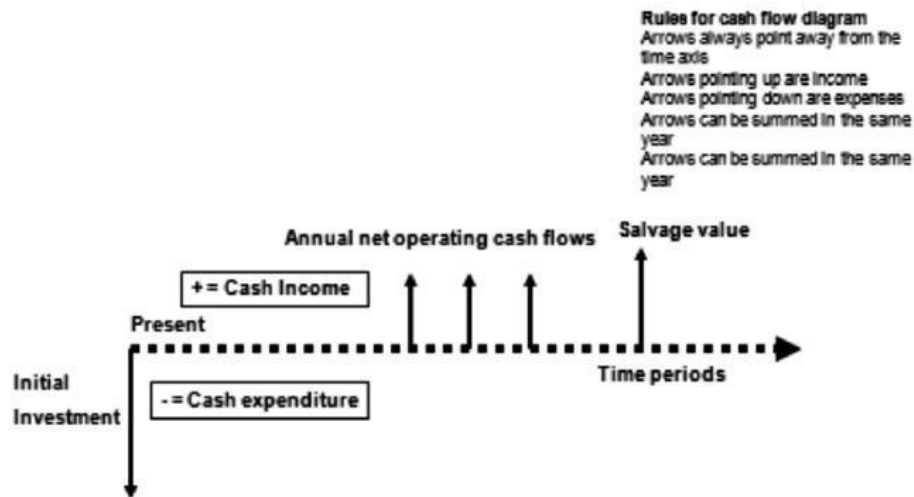 Rules for cash flow diagram
Arrows always point away from the
time axis
Arrows pointing up are income
Arrows pointing down are expenses
Arrows can be summed in the same
year
Arrows can be summed in the same
year
Annual net operating cash flows
Salvage value
+ = Cash Income
Present
Time periods
Initial
Investment
- = Cash expenditure